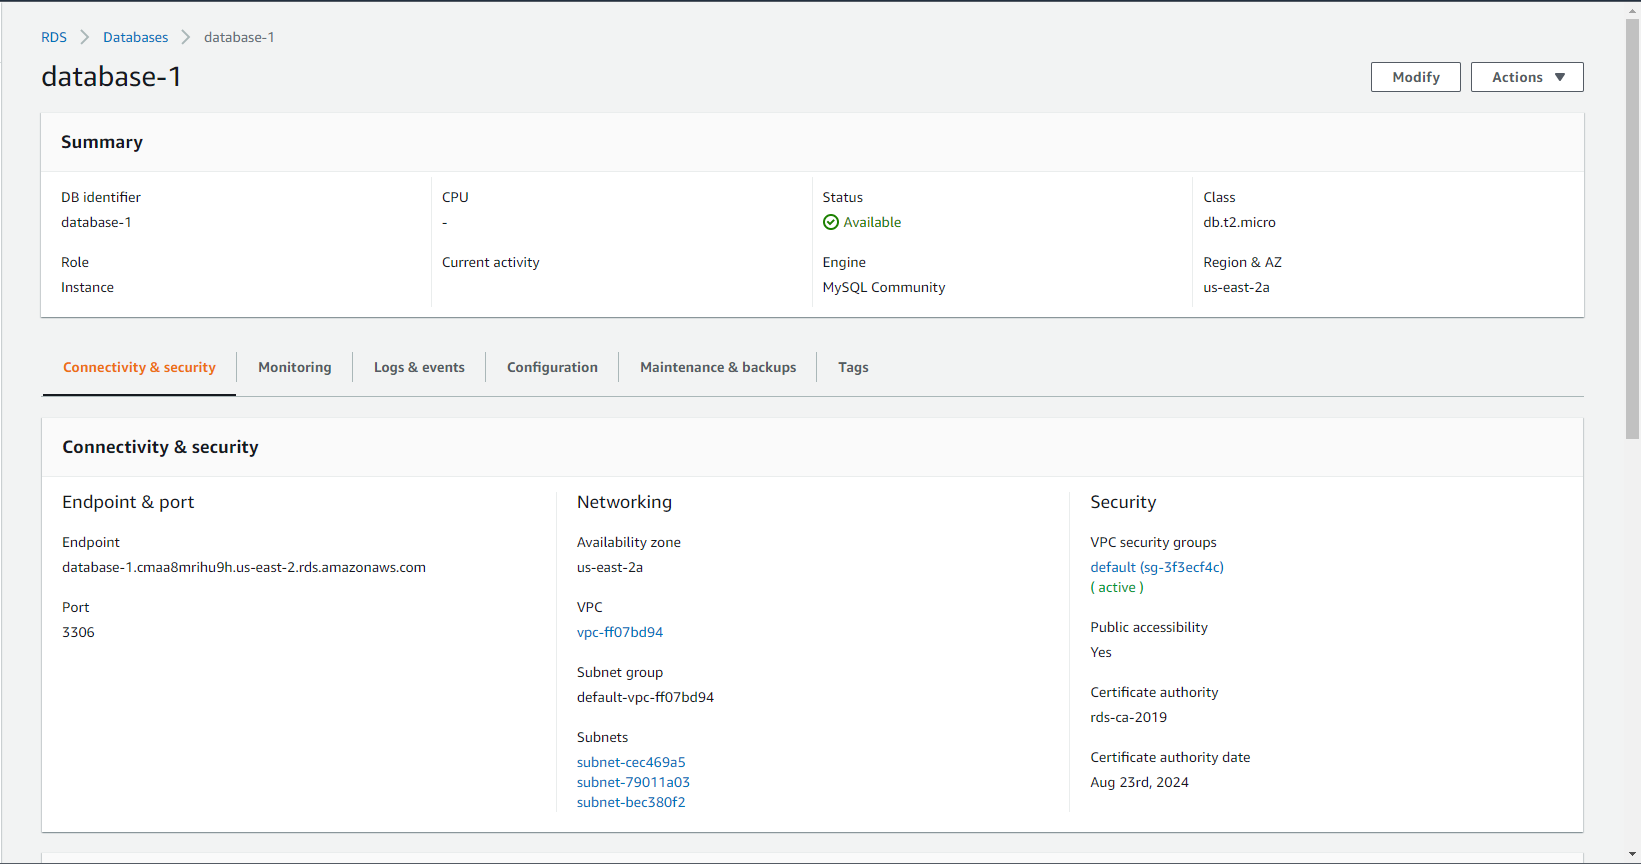 RDS > Databases > database-1
database-1
Modify
Actions
Summary
DB identifier
database-1
CPU
-
Status
Available
Class
db.t2.micro
Role
Instance
Current activity
Engine
MySQL Community
Region & AZ
us-east-2a
Connectivity & security
Monitoring
Logs & events
Configuration
Maintenance & backups
Tags
Connectivity & security
Endpoint & port
Endpoint
database-1.cmaa8mrihu9h.us-east-2.rds.amazonaws.com
Port
3306
Networking
Availability zone
us-east-2a
VPC
vpc-ff07bd94
Subnet group
default-vpc-ff07bd94
Subnets
subnet-cec469a5
subnet-79011a03
subnet-bec380f2
Security
VPC security groups
default (sg-3f3ecf4c)
( active )
Public accessibility
Yes
Certificate authority
rds-ca-2019
Certificate authority date
Aug 23rd, 2024